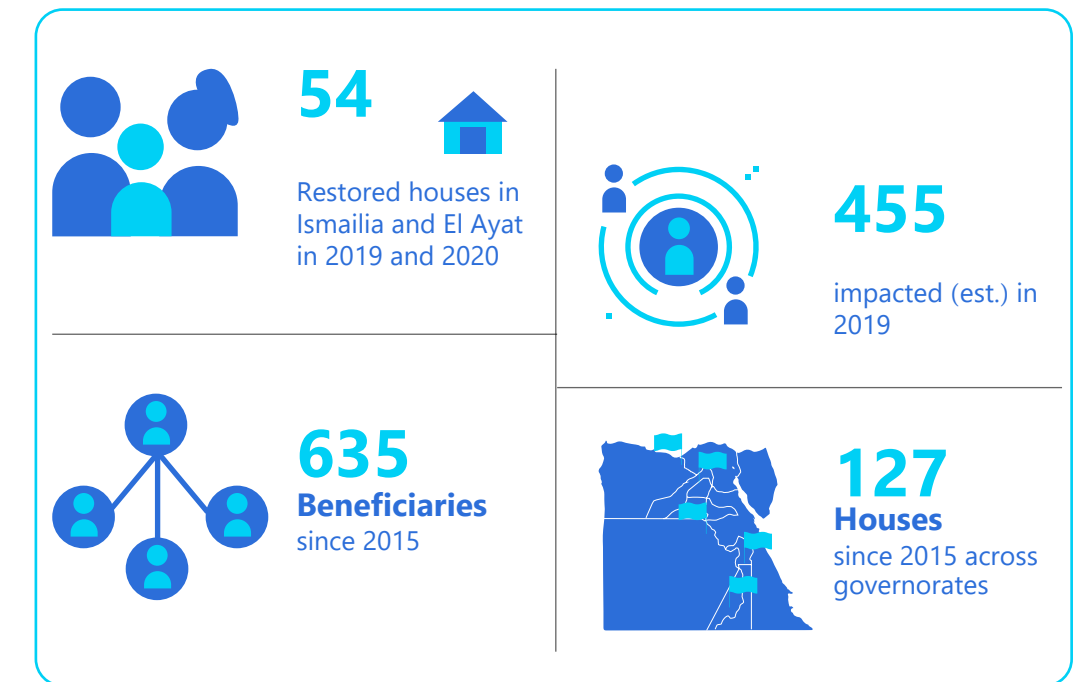 54
Restored houses in
Ismailia and El Ayat
in 2019 and 2020
455
impacted (est.) in
2019
635
Beneficiaries
since 2015
127
Houses
since 2015 across
governorates